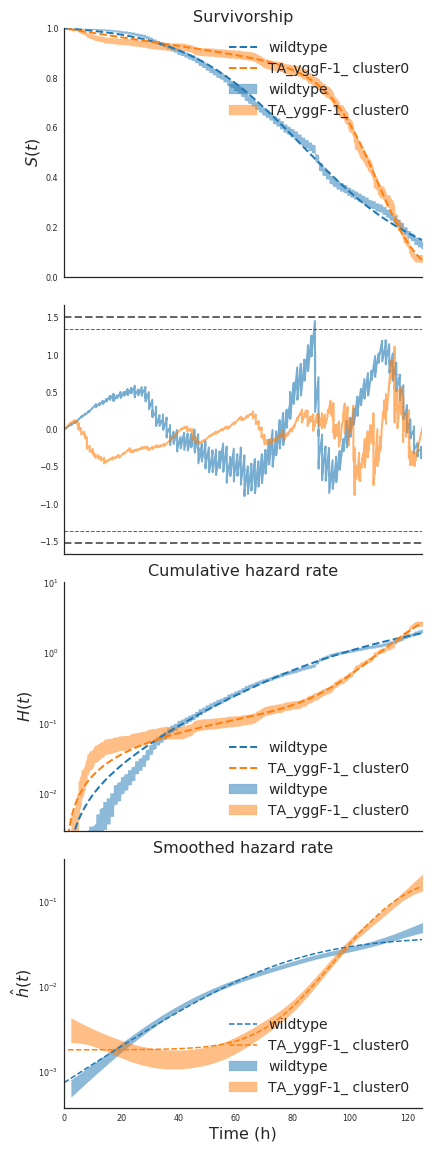 Survivorship
1.0
0.8
0.6
0.4
0.2
0.0
S(t)
wildtype
TA_yggF-1_ cluster0
wildtype
TA_yggF-1_ cluster0
1.5
1.0
0.5
0.0
−0.5
−1.0
−1.5
Cumulative hazard rate
10¹
10⁰
10⁻¹
10⁻²
H(t)
wildtype
TA_yggF-1_ cluster0
wildtype
TA_yggF-1_ cluster0
Smoothed hazard rate
10⁻¹
10⁻²
10⁻³
ĥ(t)
wildtype
TA_yggF-1_ cluster0
wildtype
TA_yggF-1_ cluster0
0 20 40 60 80 100 120
Time (h)